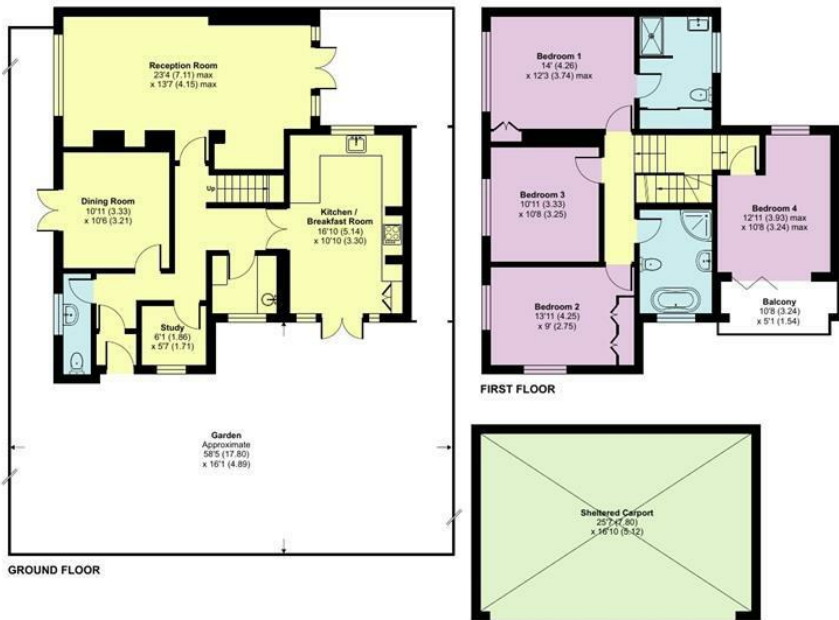 Reception Room
23'4 (7.11) max
x 13'7 (4.15) max
Dining Room
10'11 (3.33)
x 10'6 (3.21)
Up
Kitchen /
Breakfast Room
16'10 (5.14)
x 10'10 (3.30)
Study
6'1 (1.86)
x 5'7 (1.71)
Garden
Approximate
58'5 (17.80)
x 16'1 (4.89)
GROUND FLOOR
Bedroom 1
14' (4.26)
x 12'3 (3.74) max
Bedroom 3
10'11 (3.33)
x 10'8 (3.25)
Bedroom 4
12'11 (3.93) max
x 10'8 (3.24) max
Bedroom 2
13'11 (4.25)
x 9' (2.75)
Balcony
10'8 (3.24)
x 5'1 (1.54)
FIRST FLOOR
Sheltered Carport
25'7 (7.80)
x 16'10 (5.12)